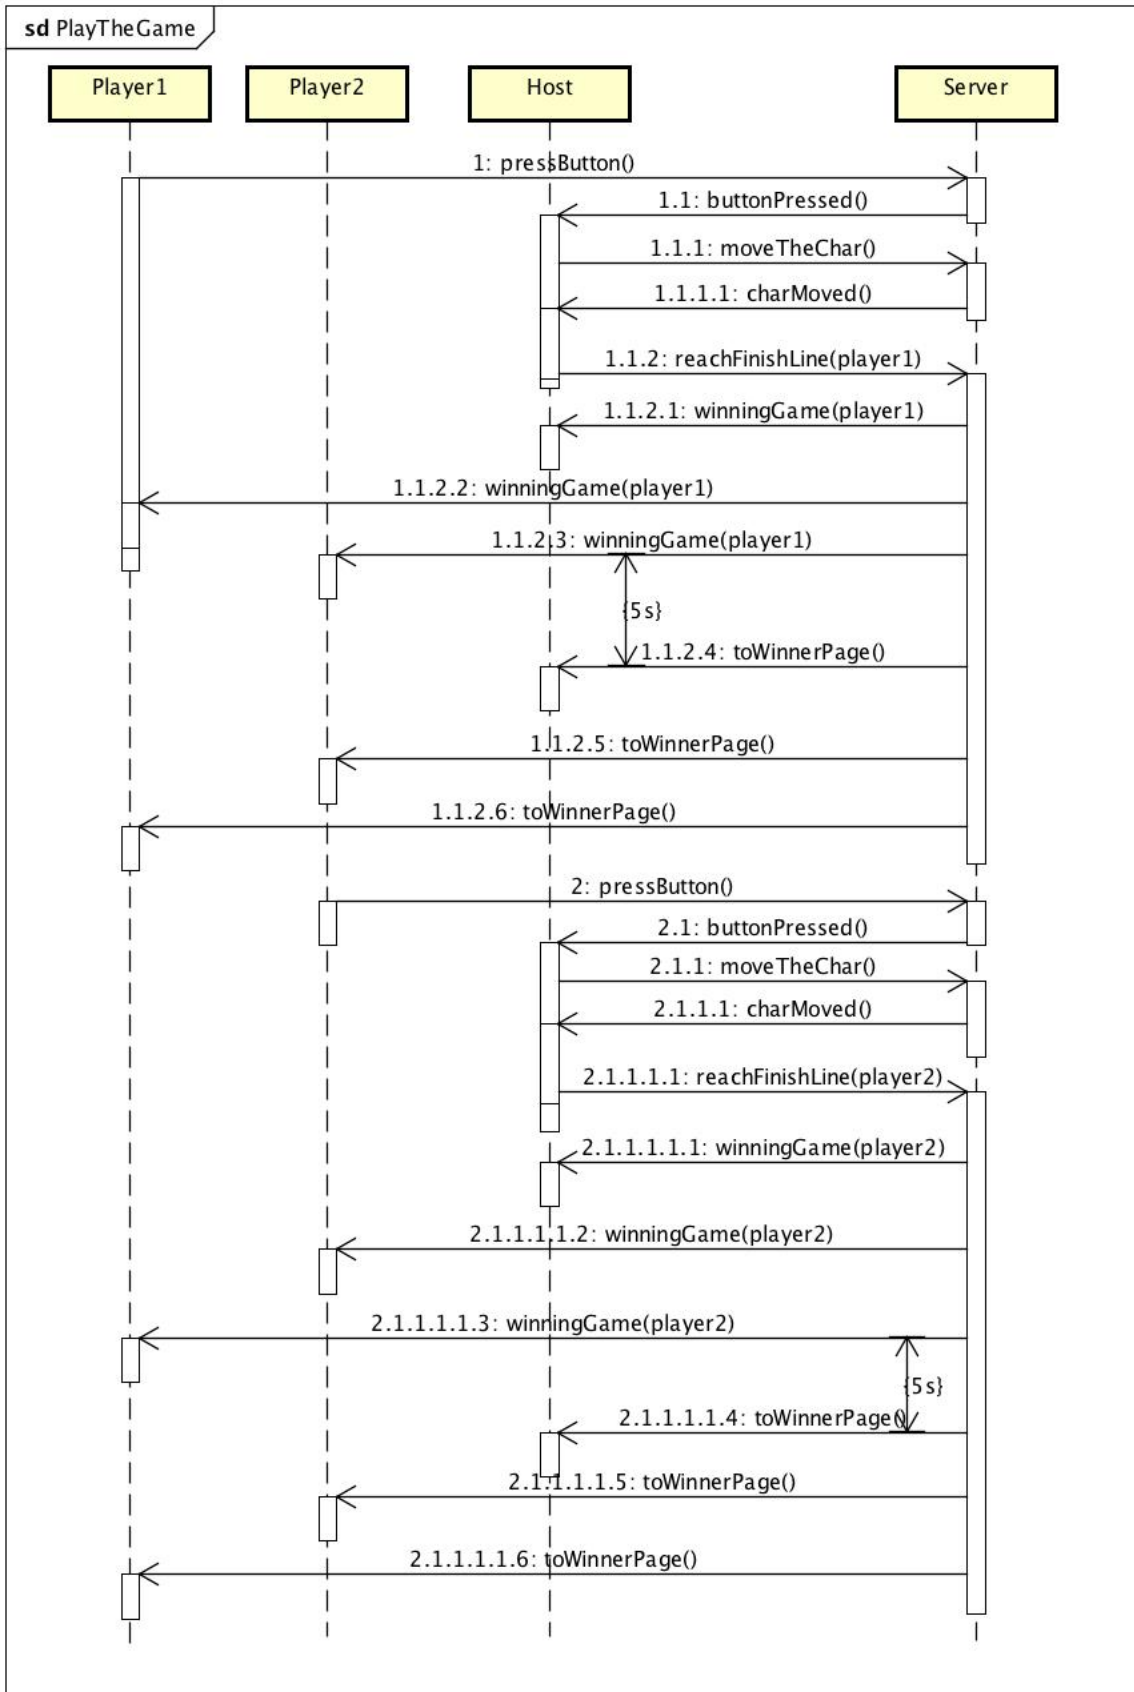 sd PlayTheGame
Player1
Player2
Host
Server
1: pressButton()
1.1: buttonPressed()
1.1.1: moveTheChar()
1.1.1.1: charMoved()
1.1.2: reachFinishLine(player1)
1.1.2.1: winningGame(player1)
1.1.2.2: winningGame(player1)
1.1.2.3: winningGame(player1)
{5s}
1.1.2.4: toWinnerPage()
1.1.2.5: toWinnerPage()
1.1.2.6: toWinnerPage()
2: pressButton()
2.1: buttonPressed()
2.1.1: moveTheChar()
2.1.1.1: charMoved()
2.1.1.1.1: reachFinishLine(player2)
2.1.1.1.1.1: winningGame(player2)
2.1.1.1.1.2: winningGame(player2)
2.1.1.1.1.3: winningGame(player2)
{5s}
2.1.1.1.1.4: toWinnerPage()
2.1.1.1.1.5: toWinnerPage()
2.1.1.1.1.6: toWinnerPage()